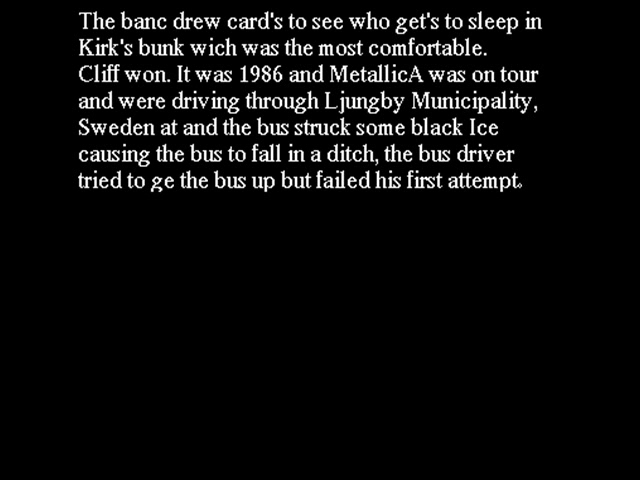 The banc drew card's to see who get's to sleep in
Kirk's bunk wich was the most comfortable.
Cliff won. It was 1986 and MetallicA was on tour
and were driving through Ljungby Municipality,
Sweden at and the bus struck some black Ice
causing the bus to fall in a ditch, the bus driver
tried to ge the bus up but failed his first attempt.